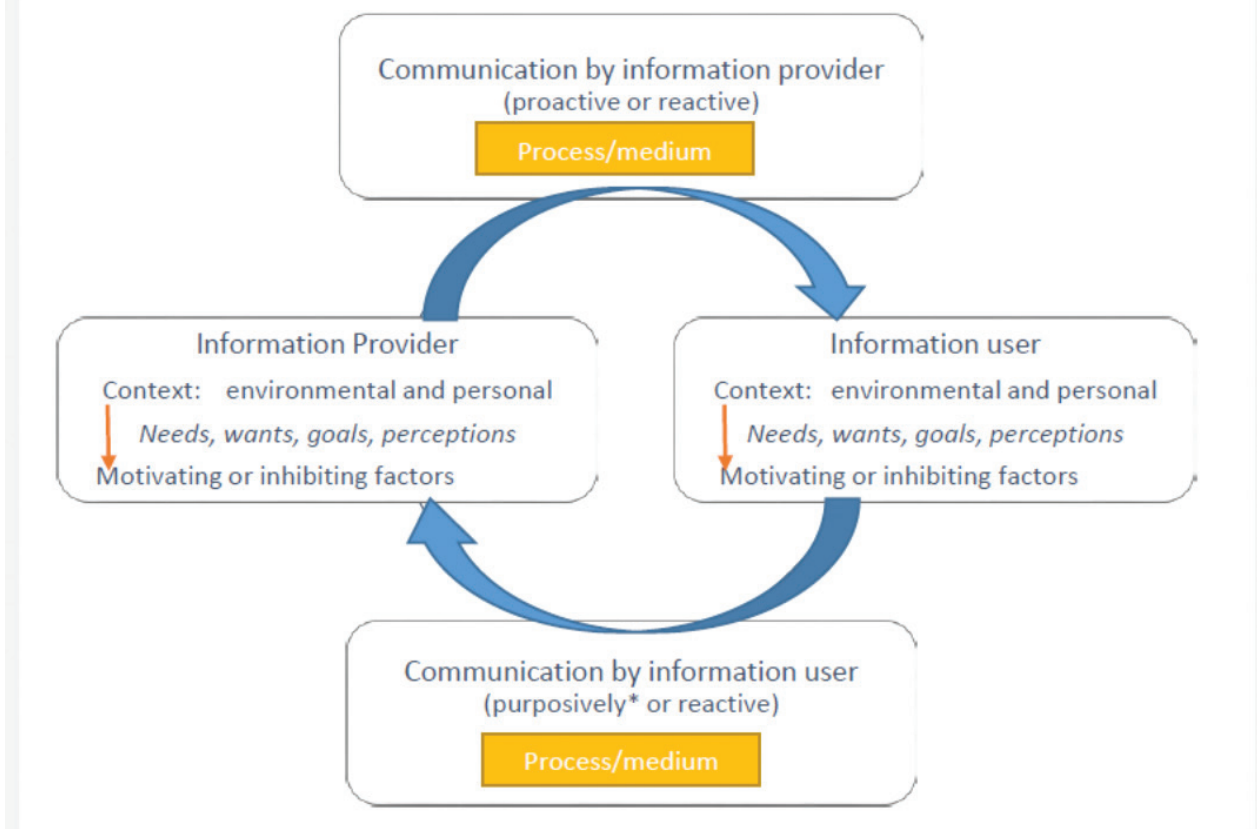 Communication by information provider
(proactive or reactive)
Process/medium
Information Provider
Context: environmental and personal
Needs, wants, goals, perceptions
Motivating or inhibiting factors
Information user
Context: environmental and personal
Needs, wants, goals, perceptions
Motivating or inhibiting factors
Communication by information user
(purposively* or reactive)
Process/medium